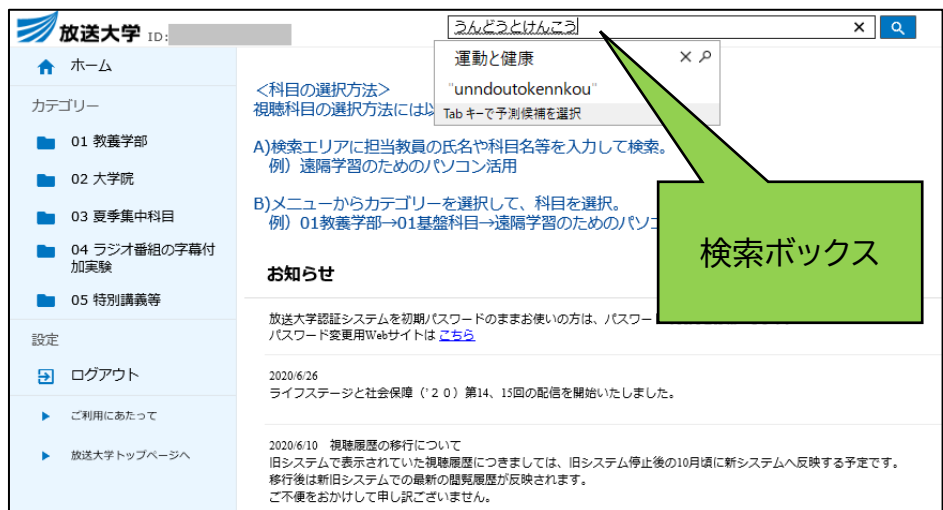 放送大学 ID:
うんどうとけんこう
運動と健康
"unndoutokennkou"
Tab キーで予測候補を選択
ホーム
カテゴリー
01 教養学部
02 大学院
03 夏季集中科目
04 ラジオ番組の字幕付
加実験
05 特別講義等
設定
ログアウト
ご利用にあたって
放送大学トップページへ
<科目の選択方法>
視聴科目の選択方法には以
A)検索エリアに担当教員の氏名や科目名等を入力して検索。
例）遠隔学習のためのパソコン活用
B)メニューからカテゴリーを選択して、科目を選択。
例）01教養学部→01基盤科目→遠隔学習のためのパソコ
検索ボックス
お知らせ
放送大学認証システムを初期パスワードのままお使いの方は、パスワー
パスワード変更用Webサイトは こちら
2020/6/26
ライフステージと社会保障（'２０）第14、15回の配信を開始いたしました。
2020/6/10 視聴履歴の移行について
旧システムで表示されていた視聴履歴につきましては、旧システム停止後の10月頃に新システムへ反映する予定です。
移行後は新旧システムでの最新の閲覧履歴が反映されます。
ご不便をおかけして申し訳ございません。